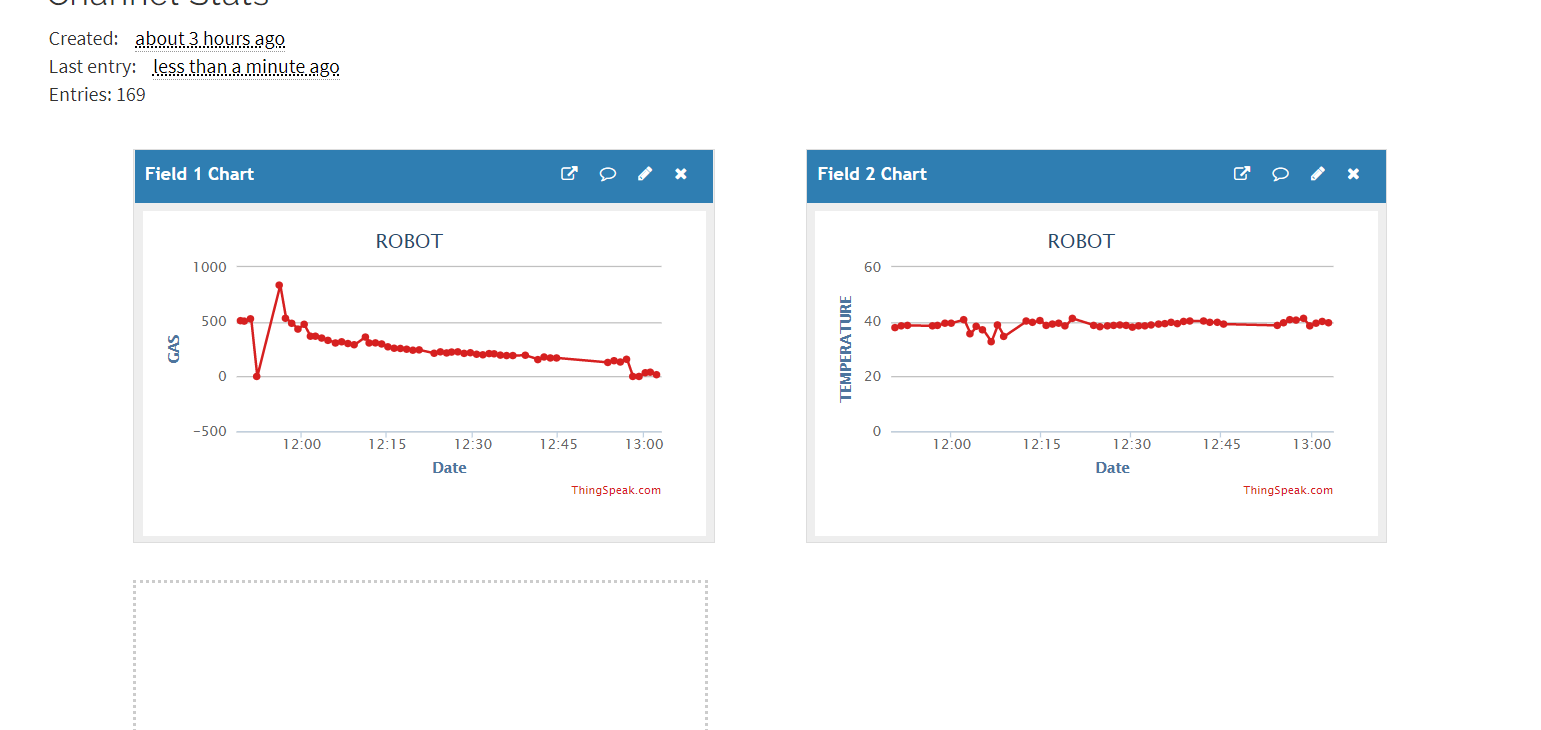 Channel Stats
Created: about 3 hours ago
Last entry: less than a minute ago
Entries: 169
Field 1 Chart
ROBOT
1000
500
0
−500
GAS
12:00 12:15 12:30 12:45 13:00
Date
ThingSpeak.com
Field 2 Chart
ROBOT
60
40
20
0
TEMPERATURE
12:00 12:15 12:30 12:45 13:00
Date
ThingSpeak.com